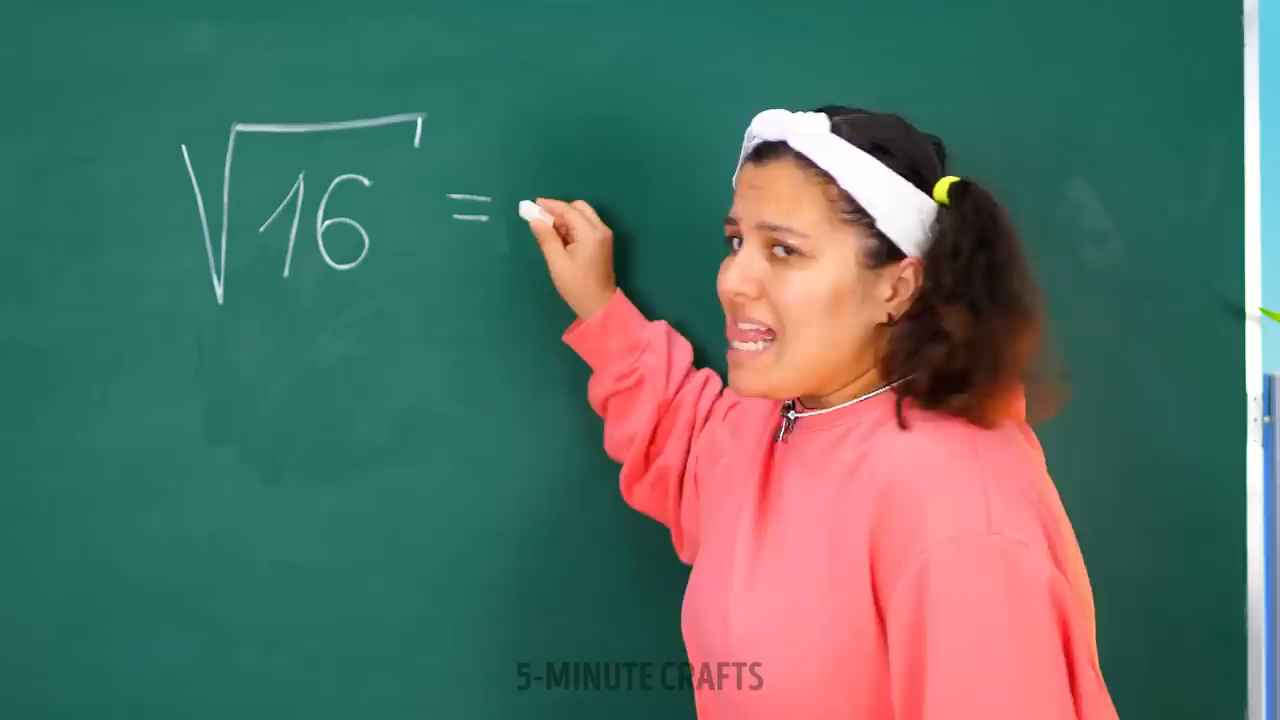 √16 =
5-MINUTE CRAFTS